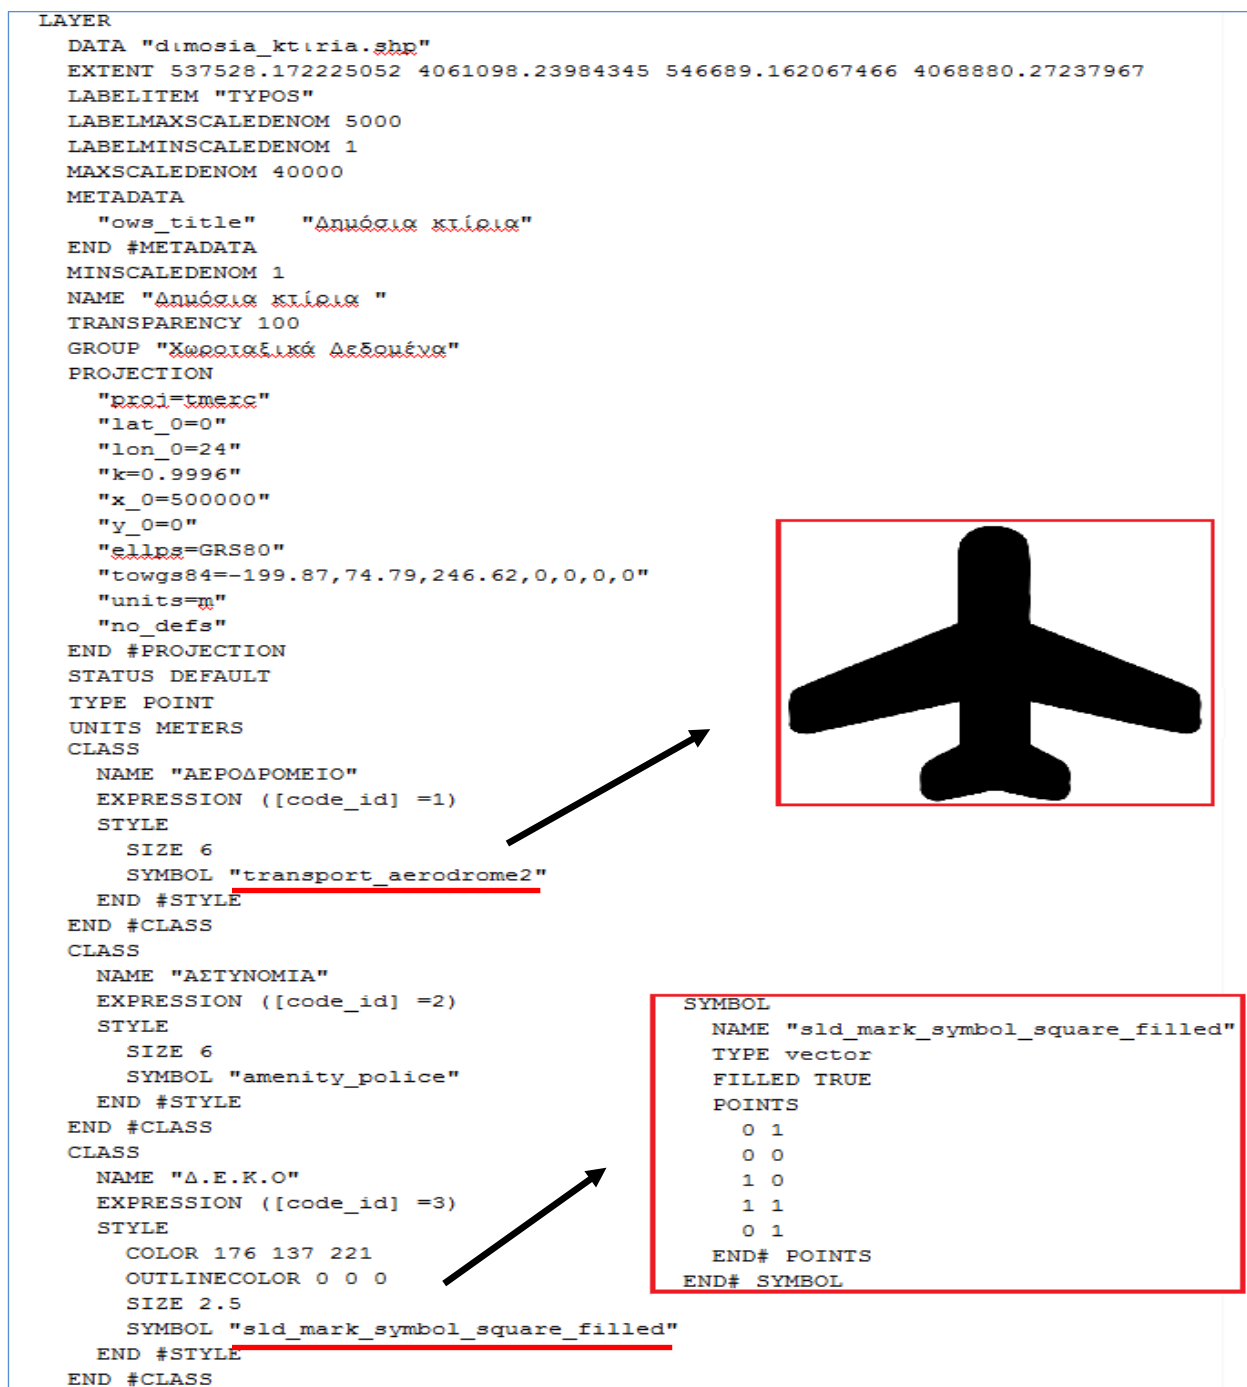 LAYER
DATA "dιmosia_ktιria.shp"
EXTENT 537528.172225052 4061098.23984345 546689.162067466 4068880.27237967
LABELITEM "TYPOS"
LABELMAXSCALEDENOM 5000
LABELMINSCALEDENOM 1
MAXSCALEDENOM 40000
METADATA
"ows_title" "Δημόσια κτίρια"
END #METADATA
MINSCALEDENOM 1
NAME "Δημόσια κτίρια "
TRANSPARENCY 100
GROUP "Χωροταξικά Δεδομένα"
PROJECTION
"proj=tmerc"
"lat_0=0"
"lon_0=24"
"k=0.9996"
"x_0=500000"
"y_0=0"
"ellps=GRS80"
"towgs84=-199.87,74.79,246.62,0,0,0,0"
"units=m"
"no_defs"
END #PROJECTION
STATUS DEFAULT
TYPE POINT
UNITS METERS
CLASS
NAME "ΑΕΡΟΔΡΟΜΕΙΟ"
EXPRESSION ([code_id] =1)
STYLE
SIZE 6
SYMBOL "transport_aerodrome2"
END #STYLE
END #CLASS
CLASS
NAME "ΑΣΤΥΝΟΜΙΑ"
EXPRESSION ([code_id] =2)
STYLE
SIZE 6
SYMBOL "amenity_police"
END #STYLE
END #CLASS
CLASS
NAME "Δ.Ε.Κ.Ο"
EXPRESSION ([code_id] =3)
STYLE
COLOR 176 137 221
OUTLINECOLOR 0 0 0
SIZE 2.5
SYMBOL "sld_mark_symbol_square_filled"
END #STYLE
END #CLASS
SYMBOL
NAME "sld_mark_symbol_square_filled"
TYPE vector
FILLED TRUE
POINTS
0 1
0 0
1 0
1 1
0 1
END# POINTS
END# SYMBOL